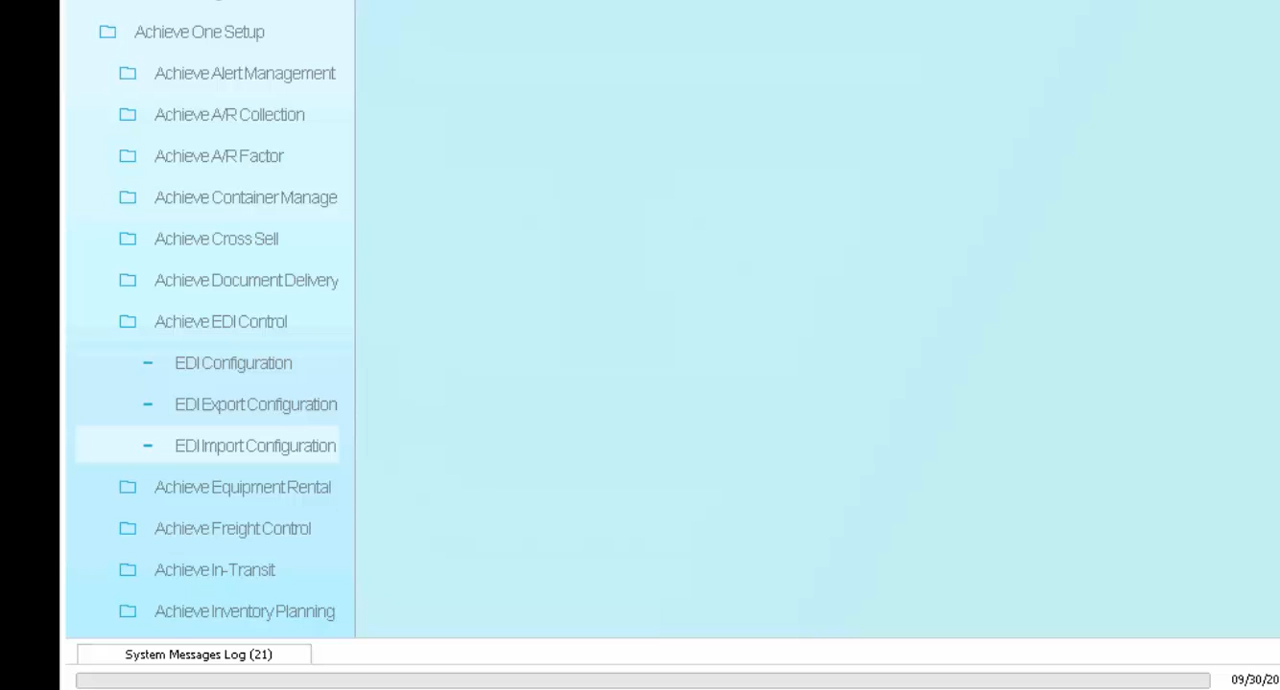 Achieve One Setup
Achieve Alert Management
Achieve A/R Collection
Achieve A/R Factor
Achieve Container Manage
Achieve Cross Sell
Achieve Document Delivery
Achieve EDI Control
EDI Configuration
EDI Export Configuration
EDI Import Configuration
Achieve Equipment Rental
Achieve Freight Control
Achieve In-Transit
Achieve Inventory Planning
System Messages Log (21)
09/30/20